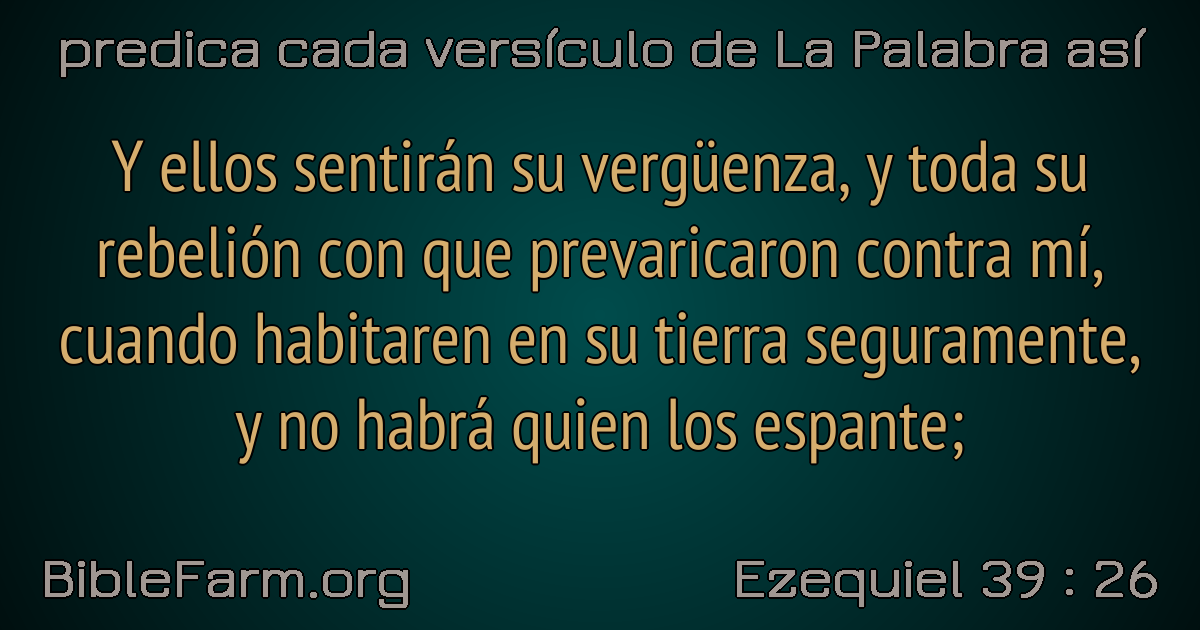 predica cada versículo de La Palabra así
Y ellos sentirán su vergüenza, y toda su
rebelión con que prevaricaron contra mí,
cuando habitaren en su tierra seguramente,
y no habrá quien los espante;
BibleFarm.org
Ezequiel 39 : 26